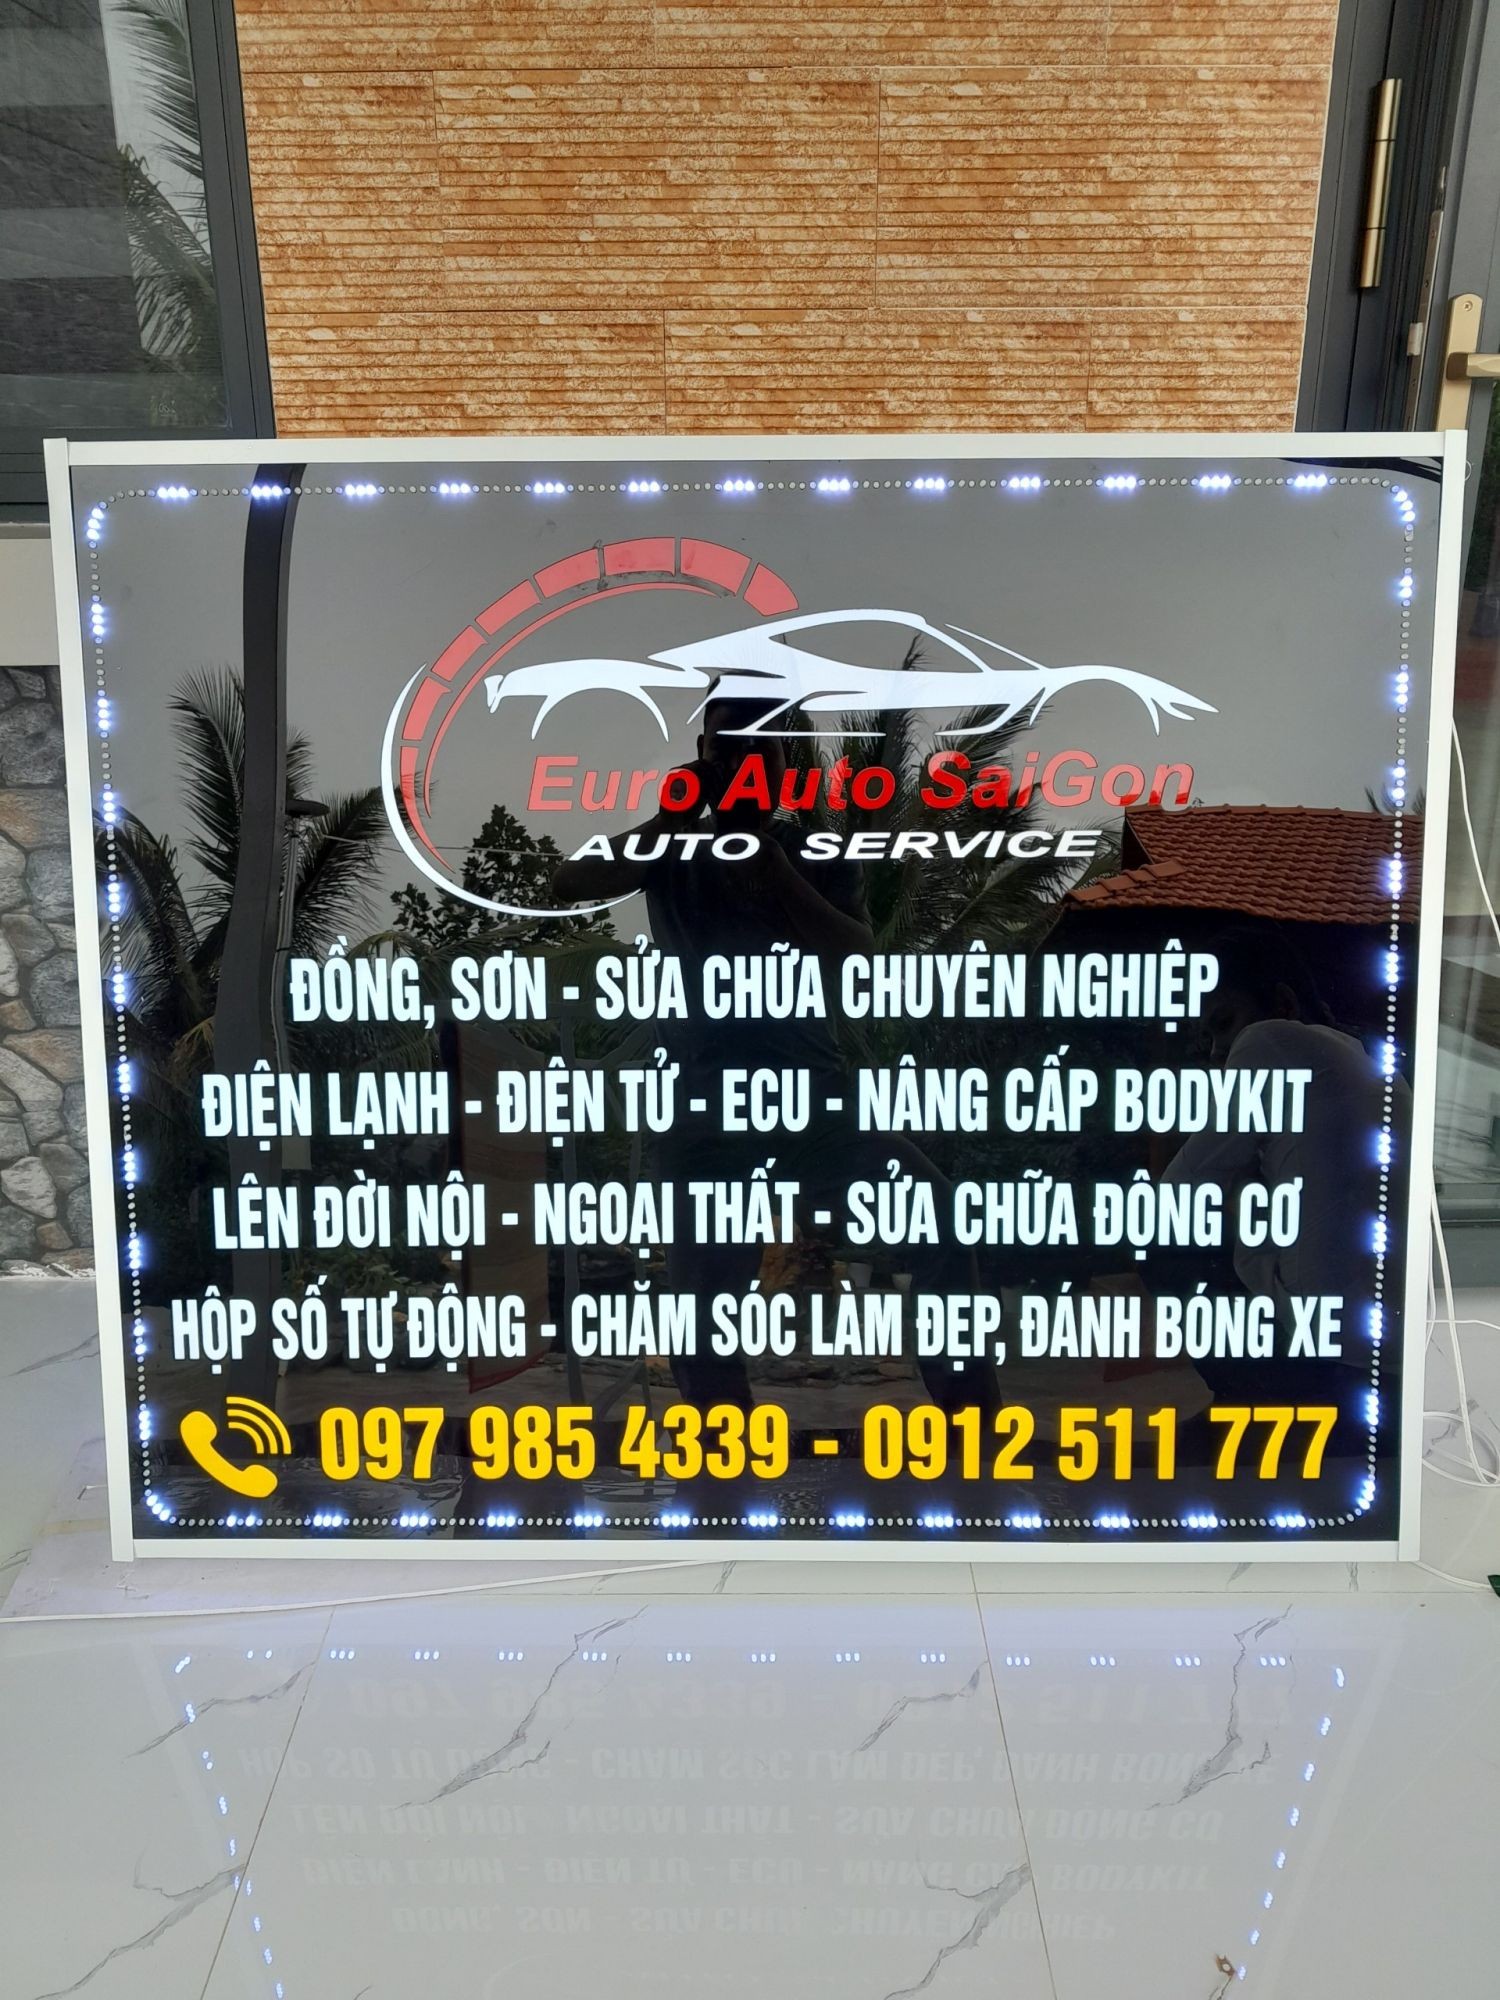 Euro Auto SaiGon
AUTO SERVICE
ĐỒNG, SƠN - SỬA CHỮA CHUYÊN NGHIỆP
ĐIỆN LẠNH - ĐIỆN TỬ - ECU - NÂNG CẤP BODYKIT
LÊN ĐỜI NỘI - NGOẠI THẤT - SỬA CHỮA ĐỘNG CƠ
HỘP SỐ TỰ ĐỘNG - CHĂM SÓC LÀM ĐẸP, ĐÁNH BÓNG XE
097 985 4339 - 0912 511 777